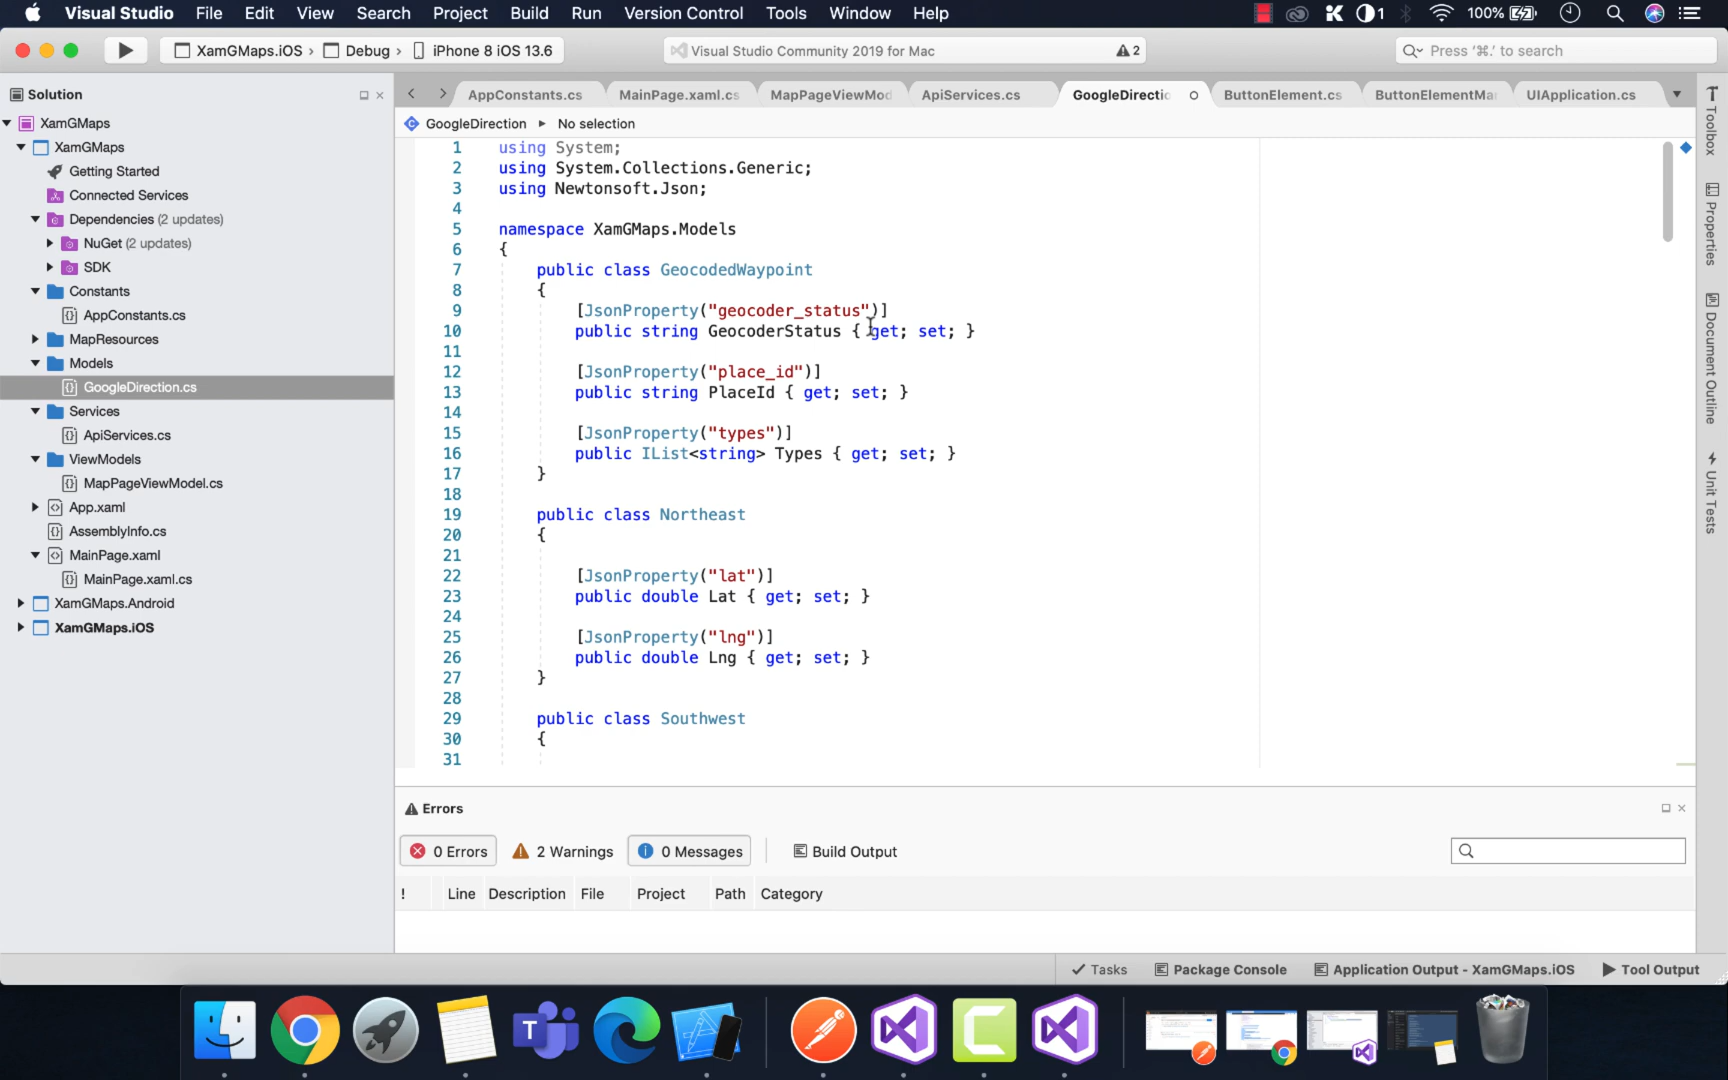 Visual Studio File Edit View Search Project Build Run Version Control Tools Window Help 1 100%
XamGMaps.iOS › Debug › iPhone 8 iOS 13.6 Visual Studio Community 2019 for Mac 2 Press ‘⌘.’ to search
Solution
XamGMaps
XamGMaps
Getting Started
Connected Services
Dependencies (2 updates)
NuGet (2 updates)
SDK
Constants
AppConstants.cs
MapResources
Models
GoogleDirection.cs
Services
ApiServices.cs
ViewModels
MapPageViewModel.cs
App.xaml
AssemblyInfo.cs
MainPage.xaml
MainPage.xaml.cs
XamGMaps.Android
XamGMaps.iOS
AppConstants.cs MainPage.xaml.cs MapPageViewMod ApiServices.cs GoogleDirectio ButtonElement.cs ButtonElementMa UIApplication.cs
GoogleDirection No selection
1 using System;
2 using System.Collections.Generic;
3 using Newtonsoft.Json;
4
5 namespace XamGMaps.Models
6 {
7 public class GeocodedWaypoint
8 {
9 [JsonProperty("geocoder_status")]
10 public string GeocoderStatus { get; set; }
11
12 [JsonProperty("place_id")]
13 public string PlaceId { get; set; }
14
15 [JsonProperty("types")]
16 public IList<string> Types { get; set; }
17 }
18
19 public class Northeast
20 {
21
22 [JsonProperty("lat")]
23 public double Lat { get; set; }
24
25 [JsonProperty("lng")]
26 public double Lng { get; set; }
27 }
28
29 public class Southwest
30 {
31
Toolbox
Properties
Document Outline
Unit Tests
Errors
0 Errors 2 Warnings 0 Messages Build Output
! Line Description File Project Path Category
Tasks Package Console Application Output - XamGMaps.iOS Tool Output